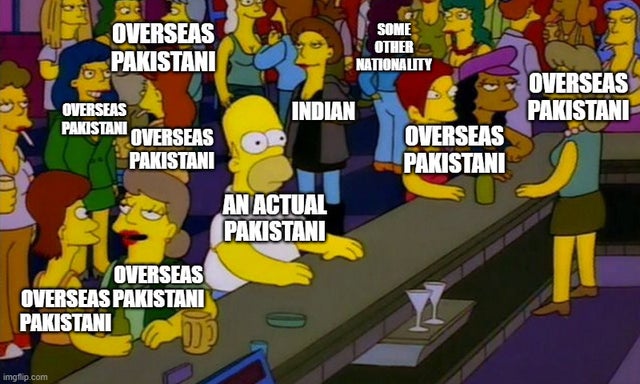 OVERSEAS
PAKISTANI
SOME
OTHER
NATIONALITY
OVERSEAS
PAKISTANI
OVERSEAS
PAKISTANI
INDIAN
OVERSEAS
PAKISTANI
OVERSEAS
PAKISTANI
AN ACTUAL
PAKISTANI
OVERSEAS
PAKISTANI
OVERSEAS
PAKISTANI
imgflip.com